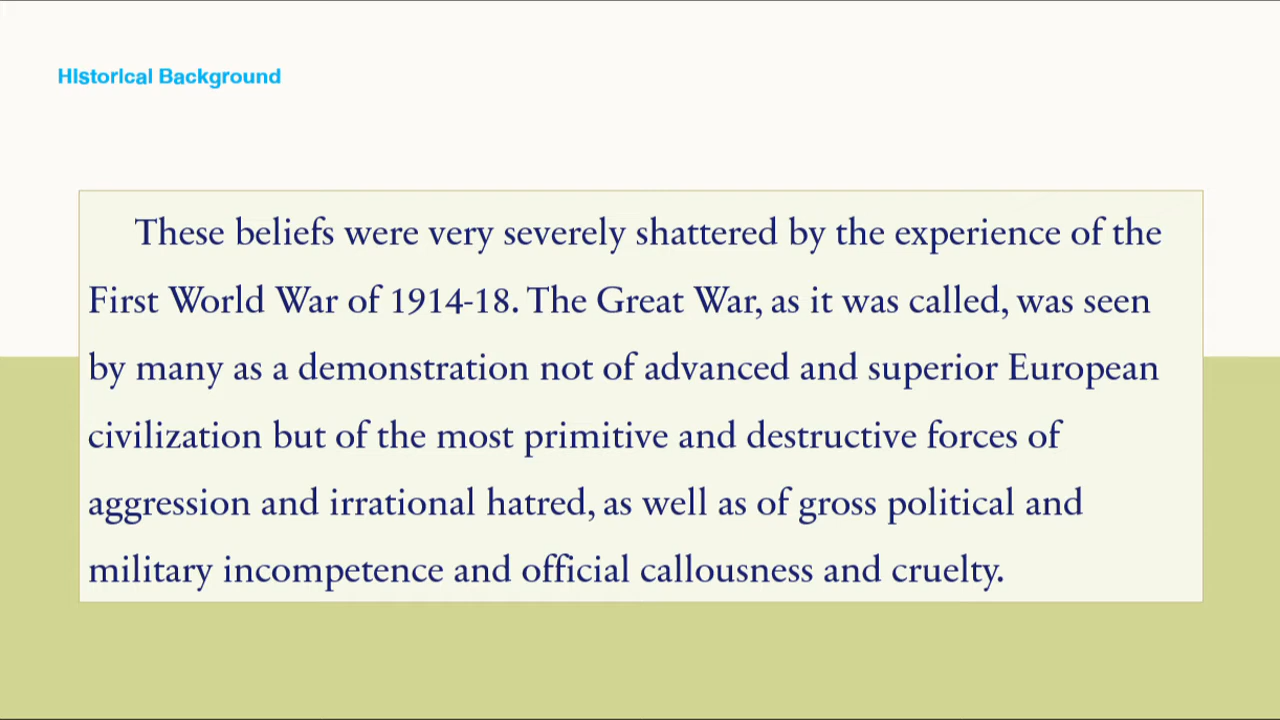 Historical Background
These beliefs were very severely shattered by the experience of the
First World War of 1914-18. The Great War, as it was called, was seen
by many as a demonstration not of advanced and superior European
civilization but of the most primitive and destructive forces of
aggression and irrational hatred, as well as of gross political and
military incompetence and official callousness and cruelty.